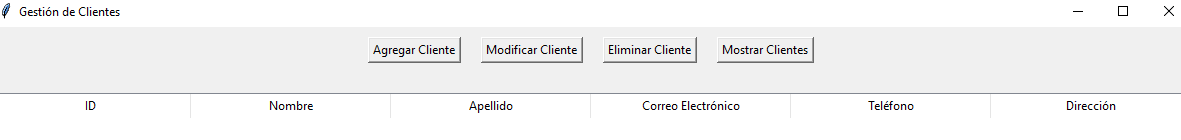 Gestión de Clientes
Agregar Cliente Modificar Cliente Eliminar Cliente Mostrar Clientes
ID Nombre Apellido Correo Electrónico Teléfono Dirección